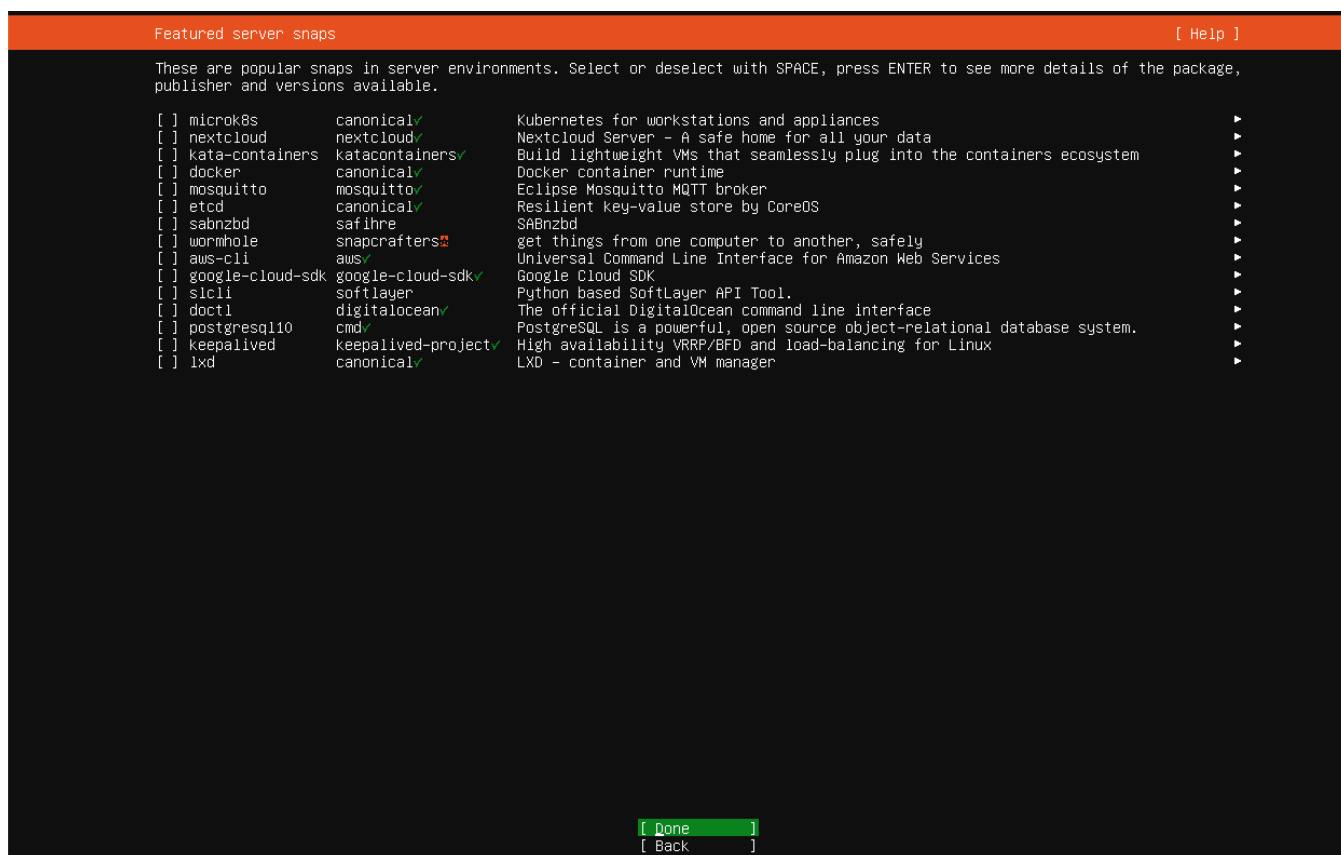 Featured server snaps [ Help ]
These are popular snaps in server environments. Select or deselect with SPACE, press ENTER to see more details of the package,
publisher and versions available.
[ ] microk8s canonical✓ Kubernetes for workstations and appliances ▸
[ ] nextcloud nextcloud✓ Nextcloud Server – A safe home for all your data ▸
[ ] kata-containers katacontainers✓ Build lightweight VMs that seamlessly plug into the containers ecosystem ▸
[ ] docker canonical✓ Docker container runtime ▸
[ ] mosquitto mosquitto✓ Eclipse Mosquitto MQTT broker ▸
[ ] etcd canonical✓ Resilient key-value store by CoreOS ▸
[ ] sabnzbd safihre SABnzbd ▸
[ ] wormhole snapcrafters get things from one computer to another, safely ▸
[ ] aws-cli aws✓ Universal Command Line Interface for Amazon Web Services ▸
[ ] google-cloud-sdk google-cloud-sdk✓ Google Cloud SDK ▸
[ ] slcli softlayer Python based SoftLayer API Tool. ▸
[ ] doctl digitalocean✓ The official DigitalOcean command line interface ▸
[ ] postgresql10 cmd✓ PostgreSQL is a powerful, open source object-relational database system. ▸
[ ] keepalived keepalived-project✓ High availability VRRP/BFD and load-balancing for Linux ▸
[ ] lxd canonical✓ LXD – container and VM manager ▸
[ Done ]
[ Back ]